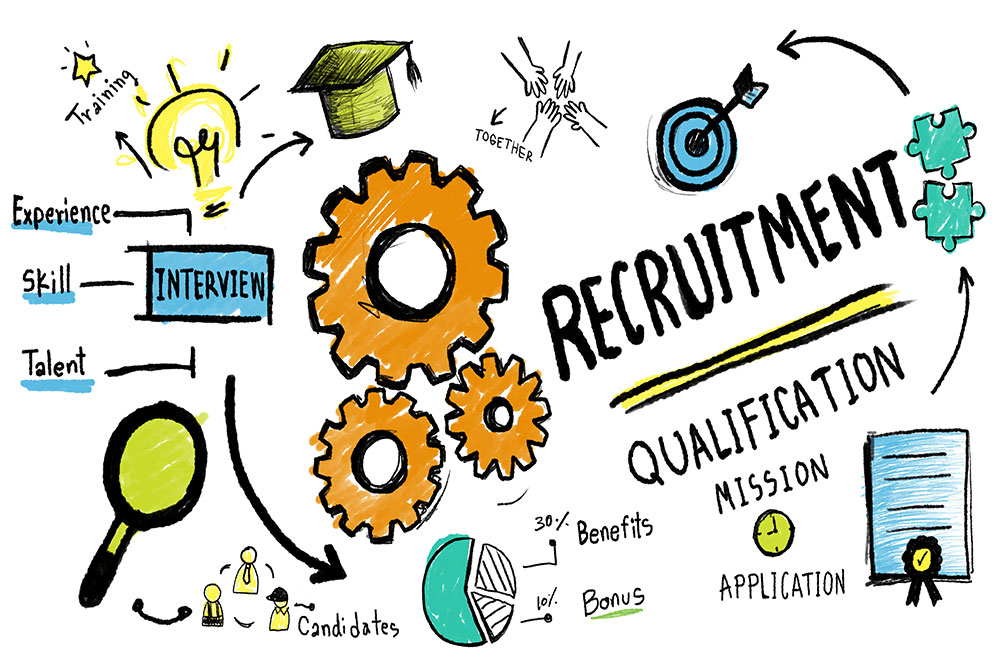 Training
TOGETHER
Experience
Skill
Talent
INTERVIEW
RECRUITMENT
QUALIFICATION
MISSION
APPLICATION
30% Benefits
10% Bonus
Candidates